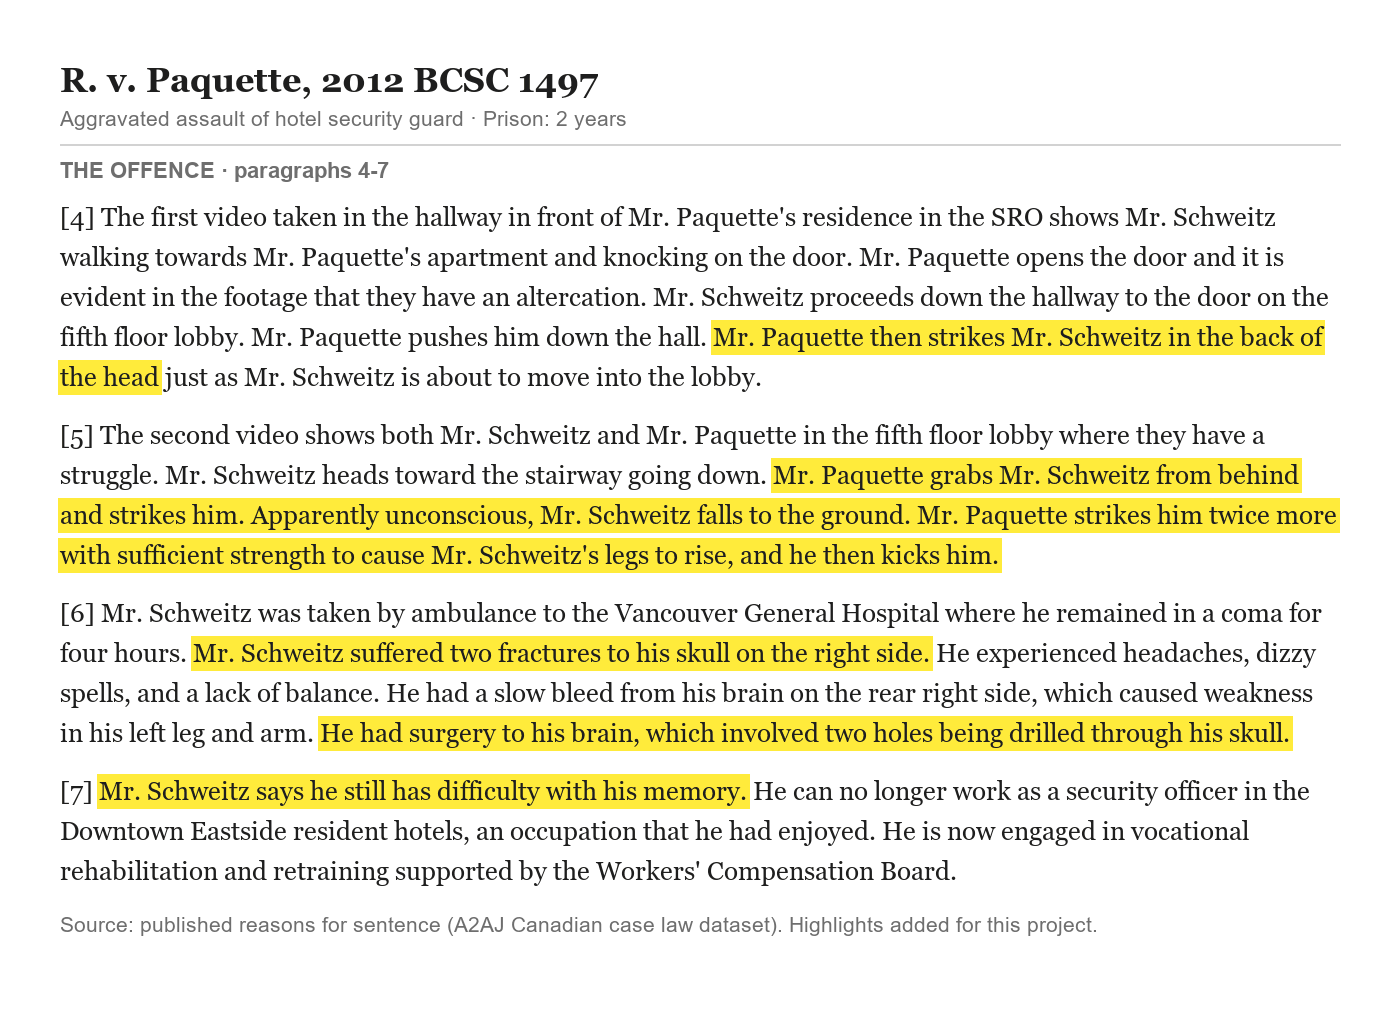 R. v. Paquette, 2012 BCSC 1497
Aggravated assault of hotel security guard · Prison: 2 years
THE OFFENCE · paragraphs 4-7
[4] The first video taken in the hallway in front of Mr. Paquette's residence in the SRO shows Mr. Schweitz
walking towards Mr. Paquette's apartment and knocking on the door. Mr. Paquette opens the door and it is
evident in the footage that they have an altercation. Mr. Schweitz proceeds down the hallway to the door on the
fifth floor lobby. Mr. Paquette pushes him down the hall. Mr. Paquette then strikes Mr. Schweitz in the back of
the head just as Mr. Schweitz is about to move into the lobby.
[5] The second video shows both Mr. Schweitz and Mr. Paquette in the fifth floor lobby where they have a
struggle. Mr. Schweitz heads toward the stairway going down. Mr. Paquette grabs Mr. Schweitz from behind
and strikes him. Apparently unconscious, Mr. Schweitz falls to the ground. Mr. Paquette strikes him twice more
with sufficient strength to cause Mr. Schweitz's legs to rise, and he then kicks him.
[6] Mr. Schweitz was taken by ambulance to the Vancouver General Hospital where he remained in a coma for
four hours. Mr. Schweitz suffered two fractures to his skull on the right side. He experienced headaches, dizzy
spells, and a lack of balance. He had a slow bleed from his brain on the rear right side, which caused weakness
in his left leg and arm. He had surgery to his brain, which involved two holes being drilled through his skull.
[7] Mr. Schweitz says he still has difficulty with his memory. He can no longer work as a security officer in the
Downtown Eastside resident hotels, an occupation that he had enjoyed. He is now engaged in vocational
rehabilitation and retraining supported by the Workers' Compensation Board.
Source: published reasons for sentence (A2AJ Canadian case law dataset). Highlights added for this project.